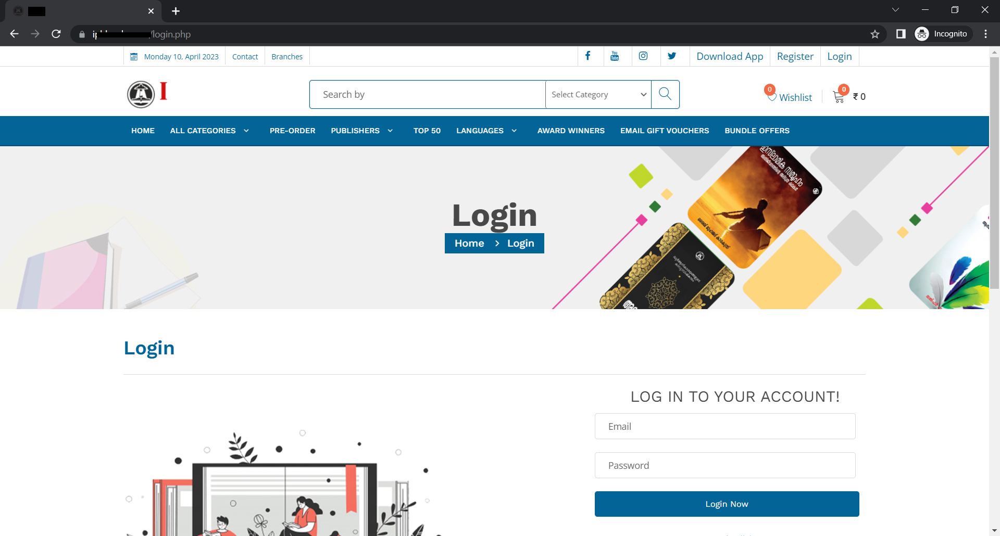 /login.php
Incognito
Monday 10, April 2023
Contact
Branches
Download App
Register
Login
I
Search by
Select Category
0
Wishlist
0
₹ 0
HOME
ALL CATEGORIES
PRE-ORDER
PUBLISHERS
TOP 50
LANGUAGES
AWARD WINNERS
EMAIL GIFT VOUCHERS
BUNDLE OFFERS
Login
Home > Login
Login
LOG IN TO YOUR ACCOUNT!
Email
Password
Login Now